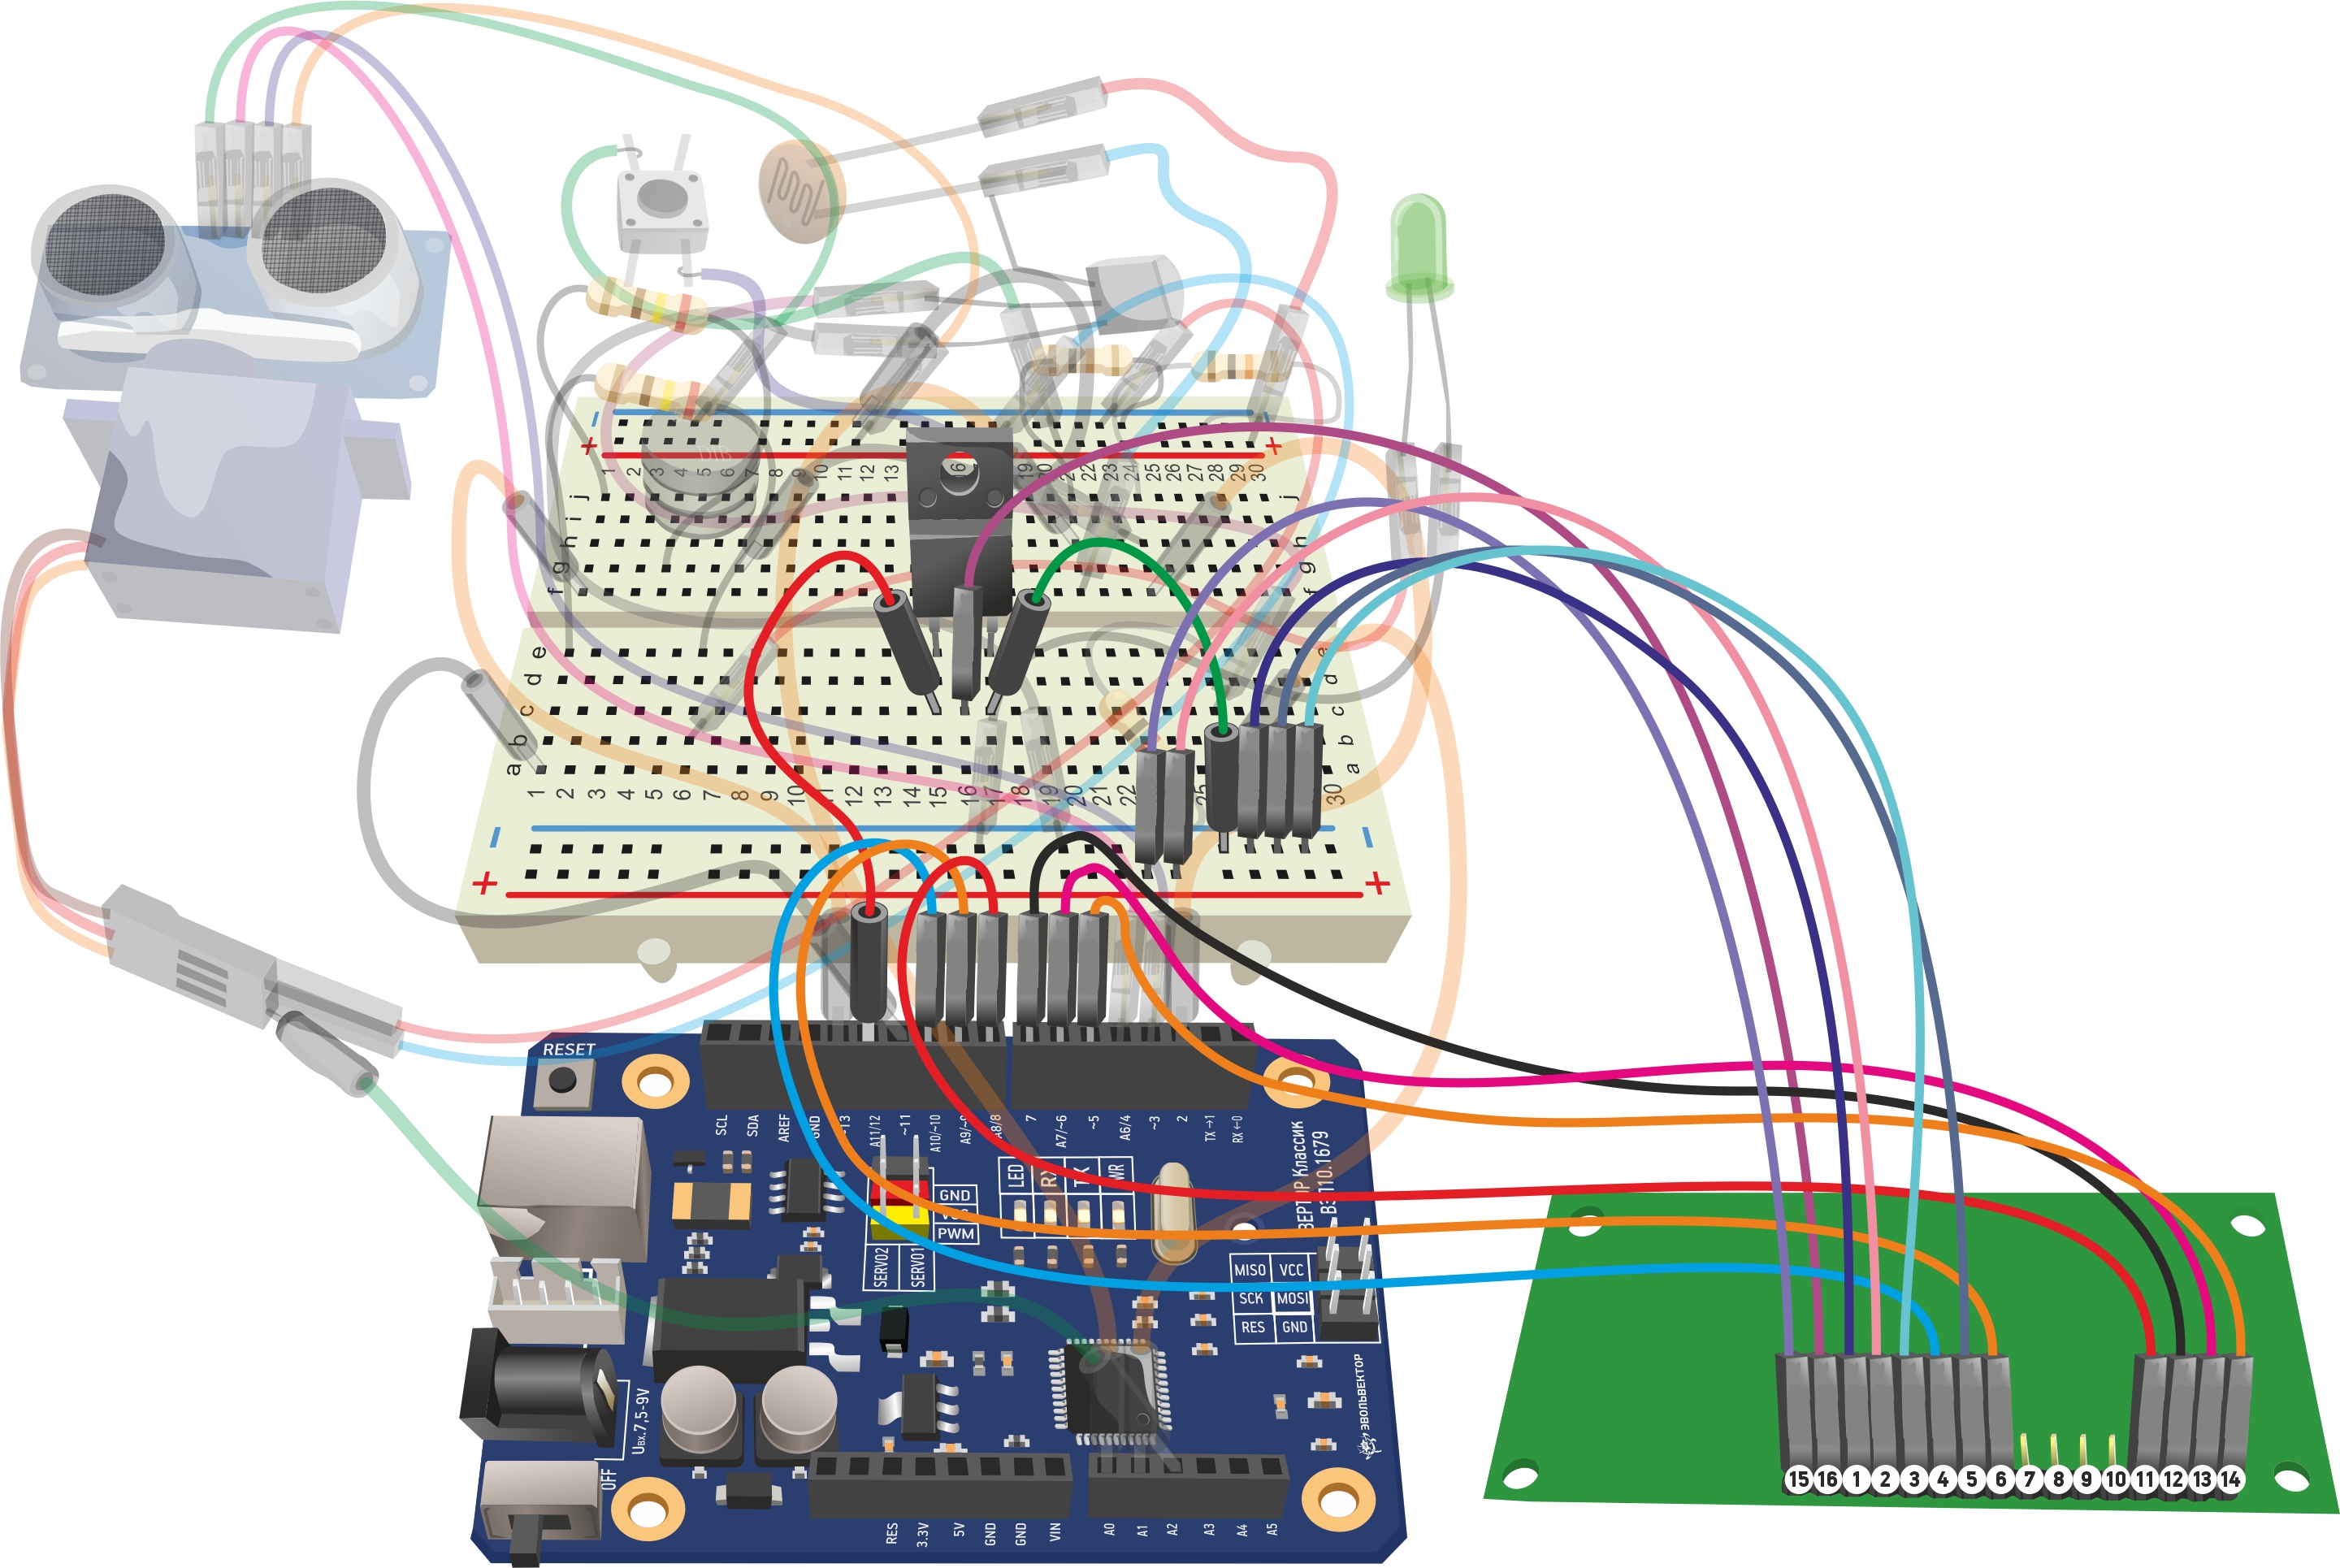 − −
+ +
1 2 3 4 5 6 7 8 9 10 11 12 13 6 19 20 22 23 24 25 26 27 28 29 30
j j
i i
h h
g g
f f
e e
d d
c c
b b
a a
1 2 3 4 5 6 7 8 9 10 11 12 13 14 15 16 17 18 19 20 21 22 25 30
− −
+ +
RESET
SCL SDA AREF GND 13 A11/12 ~11 A10/~10 A9/~9 A8/8 7 A7/~6 ~5 A6/4 ~3 2 TX→1 RX←0
LED RX TX
GND
VCC
PWM
SERVO2 SERVO1
ВЕРТОР Классик
MISO VCC
SCK MOSI
RES GND
ЭВОЛЬВЕКТОР
Uвх.7,5-9V
OFF
RES 3.3V 5V GND GND VIN A0 A1 A2 A3 A4 A5
15 16 1 2 3 4 5 6 7 8 9 10 11 12 13 14